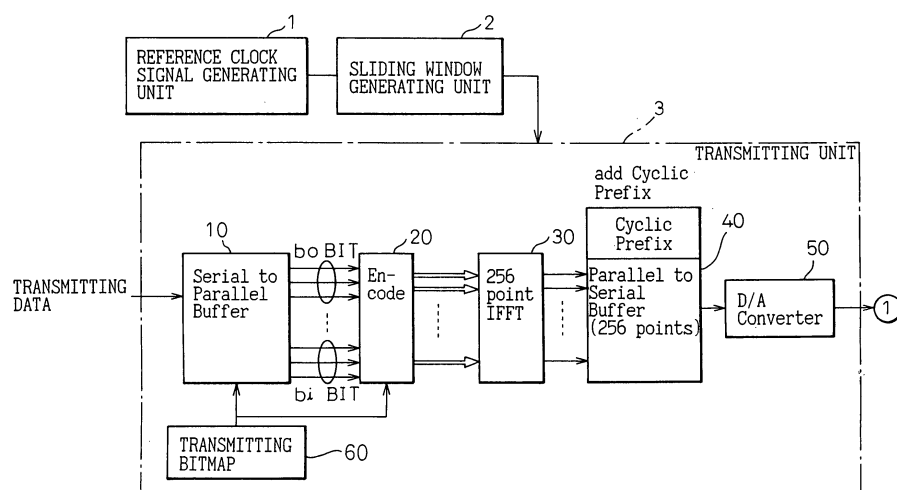 1
REFERENCE CLOCK
SIGNAL GENERATING
UNIT
2
SLIDING WINDOW
GENERATING UNIT
3
TRANSMITTING UNIT
add Cyclic
Prefix
10
bo BIT
20
30
Cyclic
Prefix
40
50
TRANSMITTING
DATA
Serial to
Parallel
Buffer
En-
code
256
point
IFFT
Parallel to
Serial
Buffer
(256 points)
D/A
Converter
1
bi BIT
TRANSMITTING
BITMAP
60